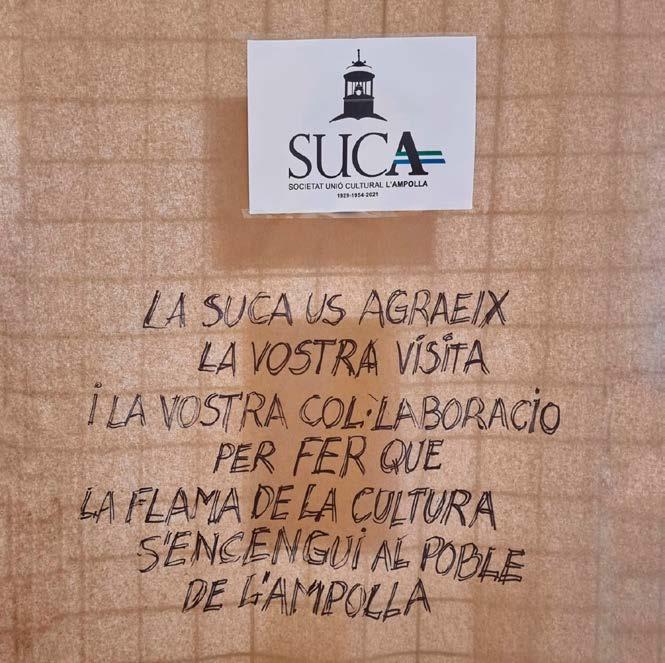 SUCA
SOCIETAT UNIÓ CULTURAL L'AMPOLLA
1929-1954-2021
LA SUCA US AGRAEIX
LA VOSTRA VISITA
I LA VOSTRA COL·LABORACIO
PER FER QUE
LA FLAMA DE LA CULTURA
S'ENCENGUI AL POBLE
DE L'AMPOLLA